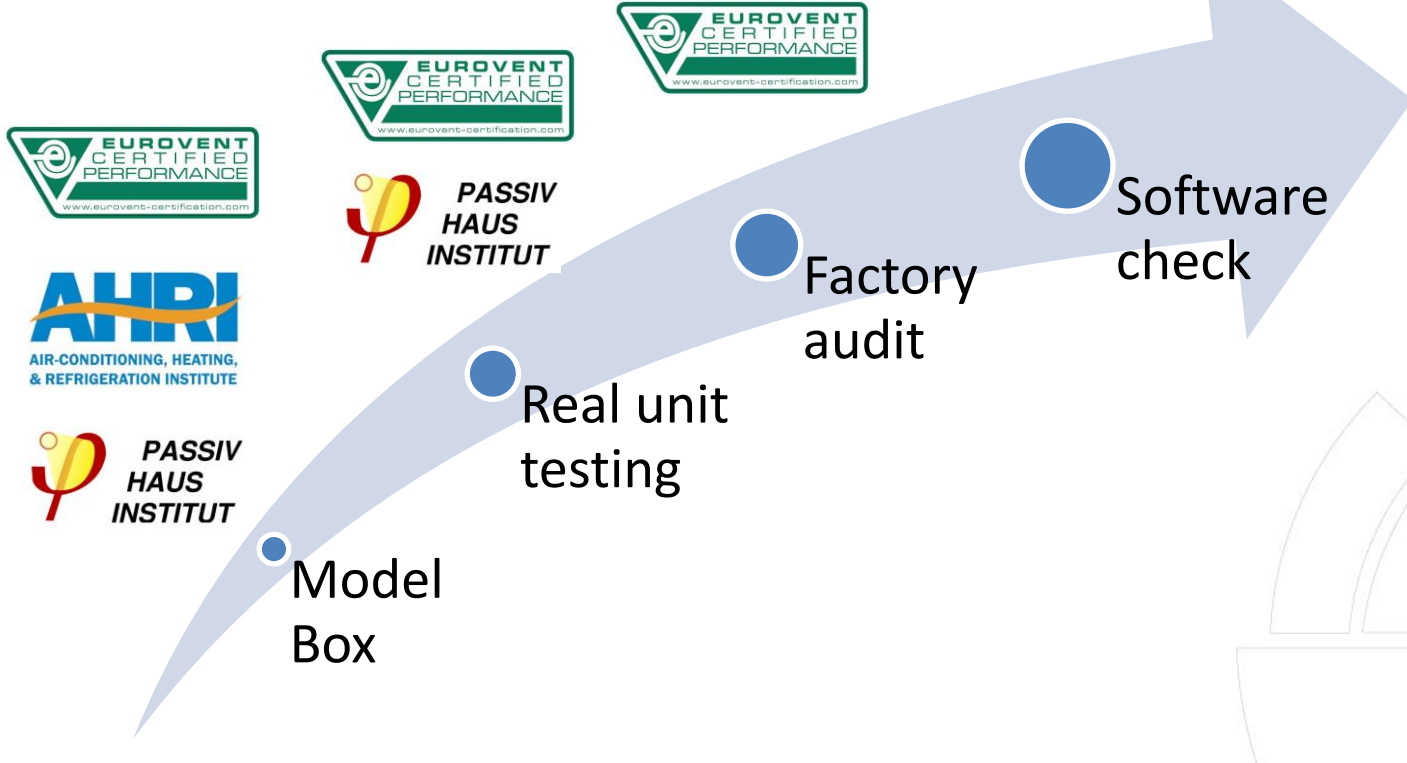 EUROVENT
CERTIFIED
PERFORMANCE
www.eurovent-certification.com
EUROVENT
CERTIFIED
PERFORMANCE
www.eurovent-certification.com
EUROVENT
CERTIFIED
PERFORMANCE
www.eurovent-certification.com
AHRI
AIR-CONDITIONING, HEATING,
& REFRIGERATION INSTITUTE
PASSIV
HAUS
INSTITUT
PASSIV
HAUS
INSTITUT
Model
Box
Real unit
testing
Factory
audit
Software
check